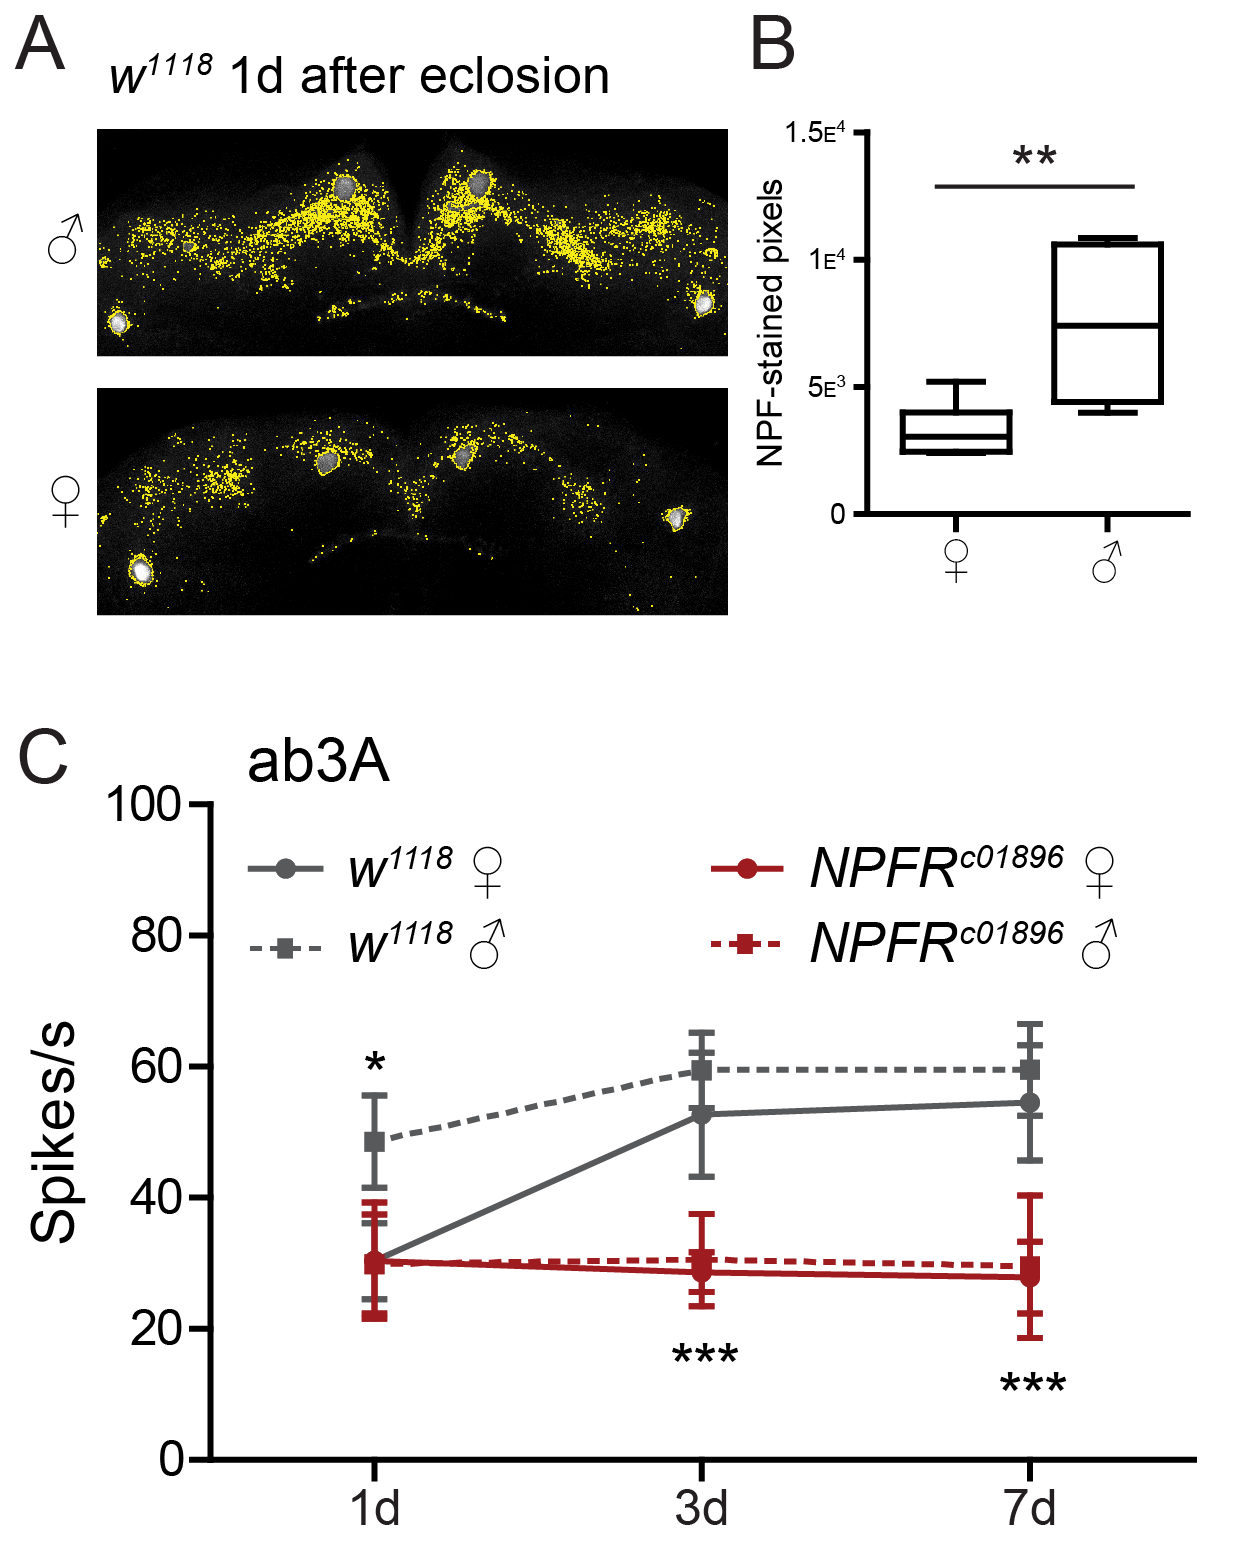 A
w¹¹¹⁸ 1d after eclosion
♂
♀
B
1.5E⁴
1E⁴
5E³
0
NPF-stained pixels
**
♀
♂
C
ab3A
100
80
60
40
20
0
Spikes/s
w¹¹¹⁸ ♀
NPFRᶜ⁰¹⁸⁹⁶ ♀
w¹¹¹⁸ ♂
NPFRᶜ⁰¹⁸⁹⁶ ♂
*
***
***
1d
3d
7d